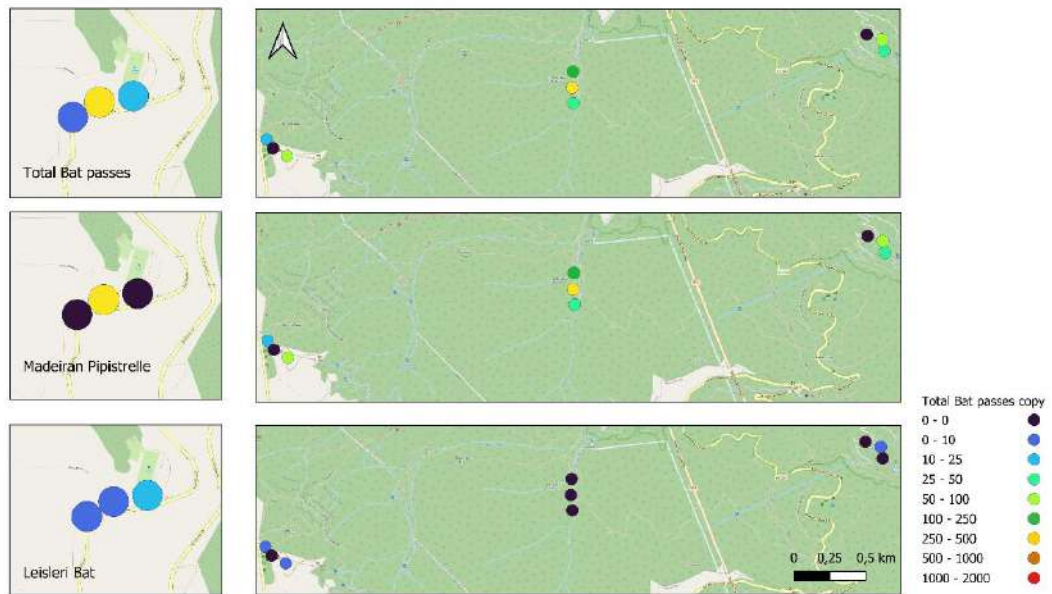 Total Bat passes
Madeiran Pipistrelle
Leisleri Bat
0 0,25 0,5 km
Total Bat passes copy
0 - 0
0 - 10
10 - 25
25 - 50
50 - 100
100 - 250
250 - 500
500 - 1000
1000 - 2000